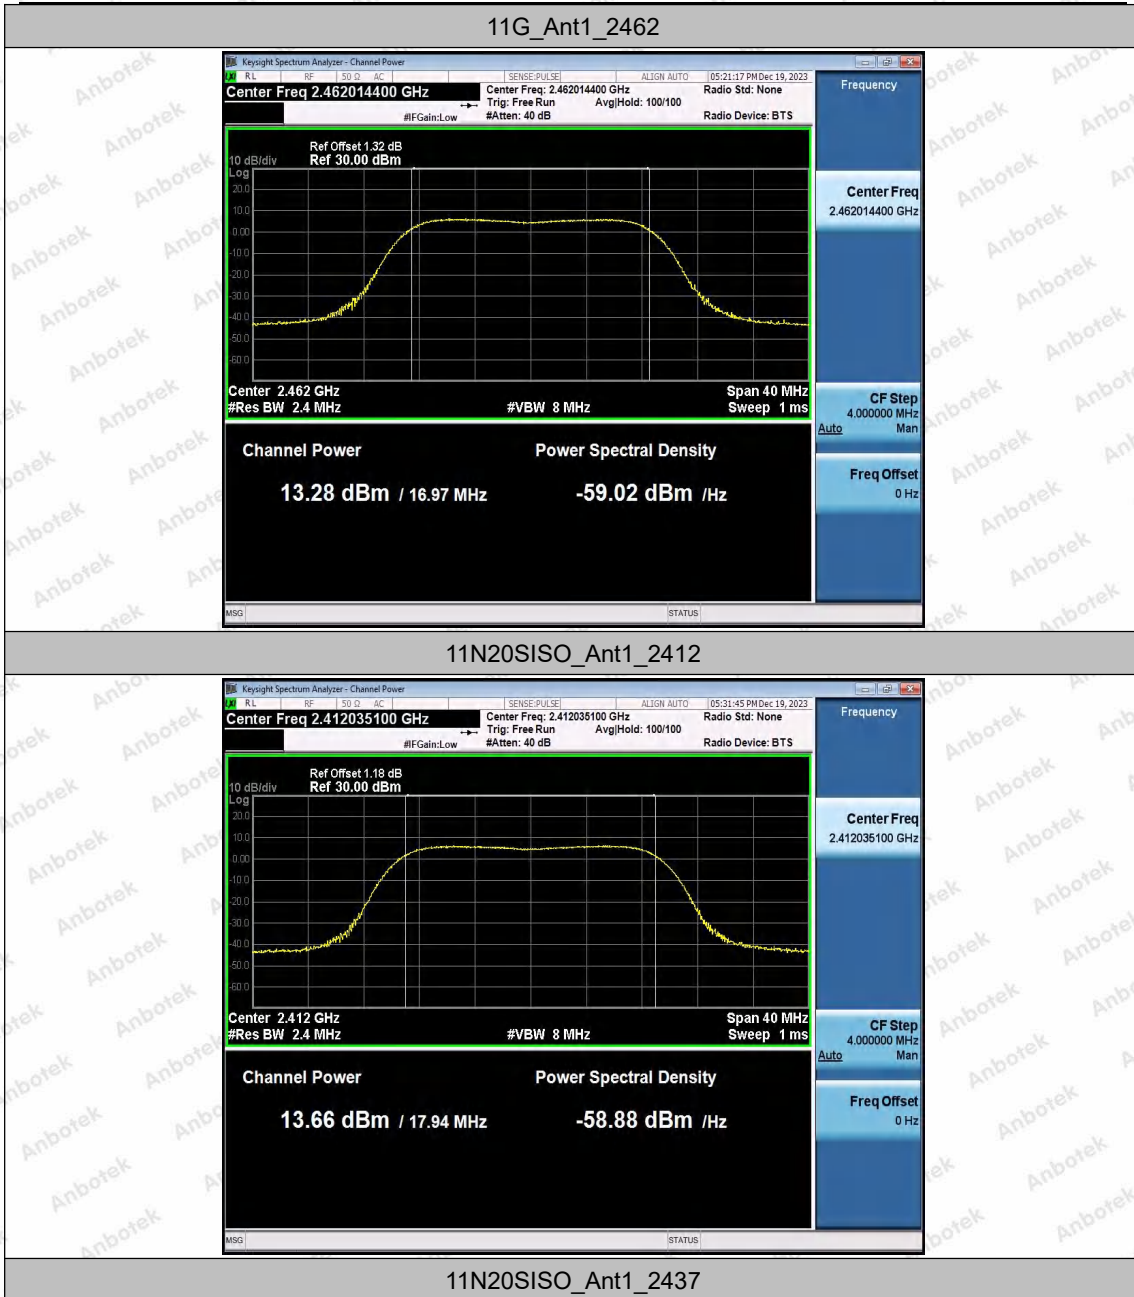 11G_Ant1_2462
Keysight Spectrum Analyzer - Channel Power
LXI RL RF 50 Ω AC SENSE:PULSE ALIGN AUTO 05:21:17 PM Dec 19, 2023
Center Freq 2.462014400 GHz
Center Freq: 2.462014400 GHz
Radio Std: None
Trig: Free Run Avg|Hold: 100/100
#IFGain:Low #Atten: 40 dB Radio Device: BTS
Frequency
Ref Offset 1.32 dB
10 dB/div Ref 30.00 dBm
Log
20.0
10.0
0.00
-10.0
-20.0
-30.0
-40.0
-50.0
-60.0
Center Freq
2.462014400 GHz
Center 2.462 GHz Span 40 MHz
#Res BW 2.4 MHz #VBW 8 MHz Sweep 1 ms
CF Step
4.000000 MHz
Auto Man
Channel Power Power Spectral Density
13.28 dBm / 16.97 MHz -59.02 dBm /Hz
Freq Offset
0 Hz
MSG STATUS
11N20SISO_Ant1_2412
Keysight Spectrum Analyzer - Channel Power
LXI RL RF 50 Ω AC SENSE:PULSE ALIGN AUTO 05:31:45 PM Dec 19, 2023
Center Freq 2.412035100 GHz
Center Freq: 2.412035100 GHz
Radio Std: None
Trig: Free Run Avg|Hold: 100/100
#IFGain:Low #Atten: 40 dB Radio Device: BTS
Frequency
Ref Offset 1.18 dB
10 dB/div Ref 30.00 dBm
Log
20.0
10.0
0.00
-10.0
-20.0
-30.0
-40.0
-50.0
-60.0
Center Freq
2.412035100 GHz
Center 2.412 GHz Span 40 MHz
#Res BW 2.4 MHz #VBW 8 MHz Sweep 1 ms
CF Step
4.000000 MHz
Auto Man
Channel Power Power Spectral Density
13.66 dBm / 17.94 MHz -58.88 dBm /Hz
Freq Offset
0 Hz
MSG STATUS
11N20SISO_Ant1_2437
Anbotek